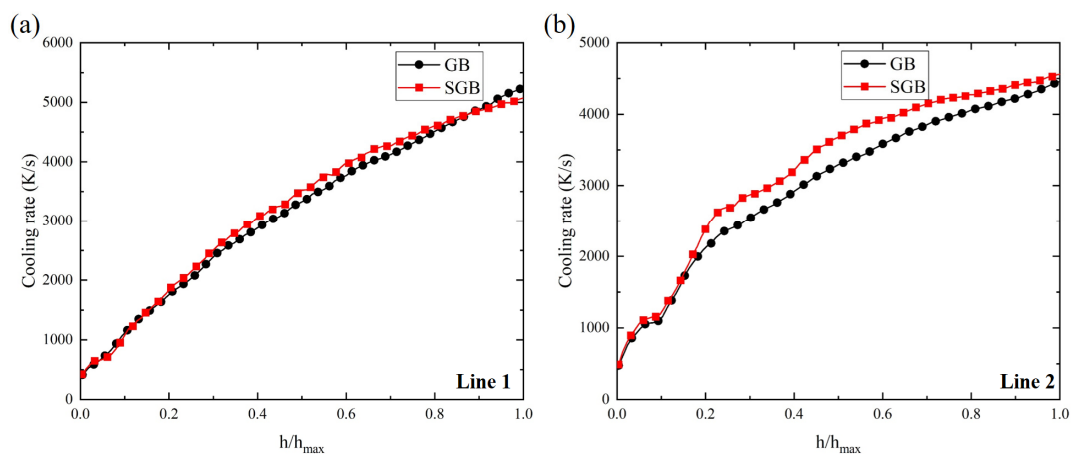 (a)
6000
5000
4000
3000
2000
1000
0
Cooling rate (K/s)
GB
SGB
Line 1
0.0 0.2 0.4 0.6 0.8 1.0
h/hmax
(b)
5000
4000
3000
2000
1000
0
Cooling rate (K/s)
GB
SGB
Line 2
0.0 0.2 0.4 0.6 0.8 1.0
h/hmax